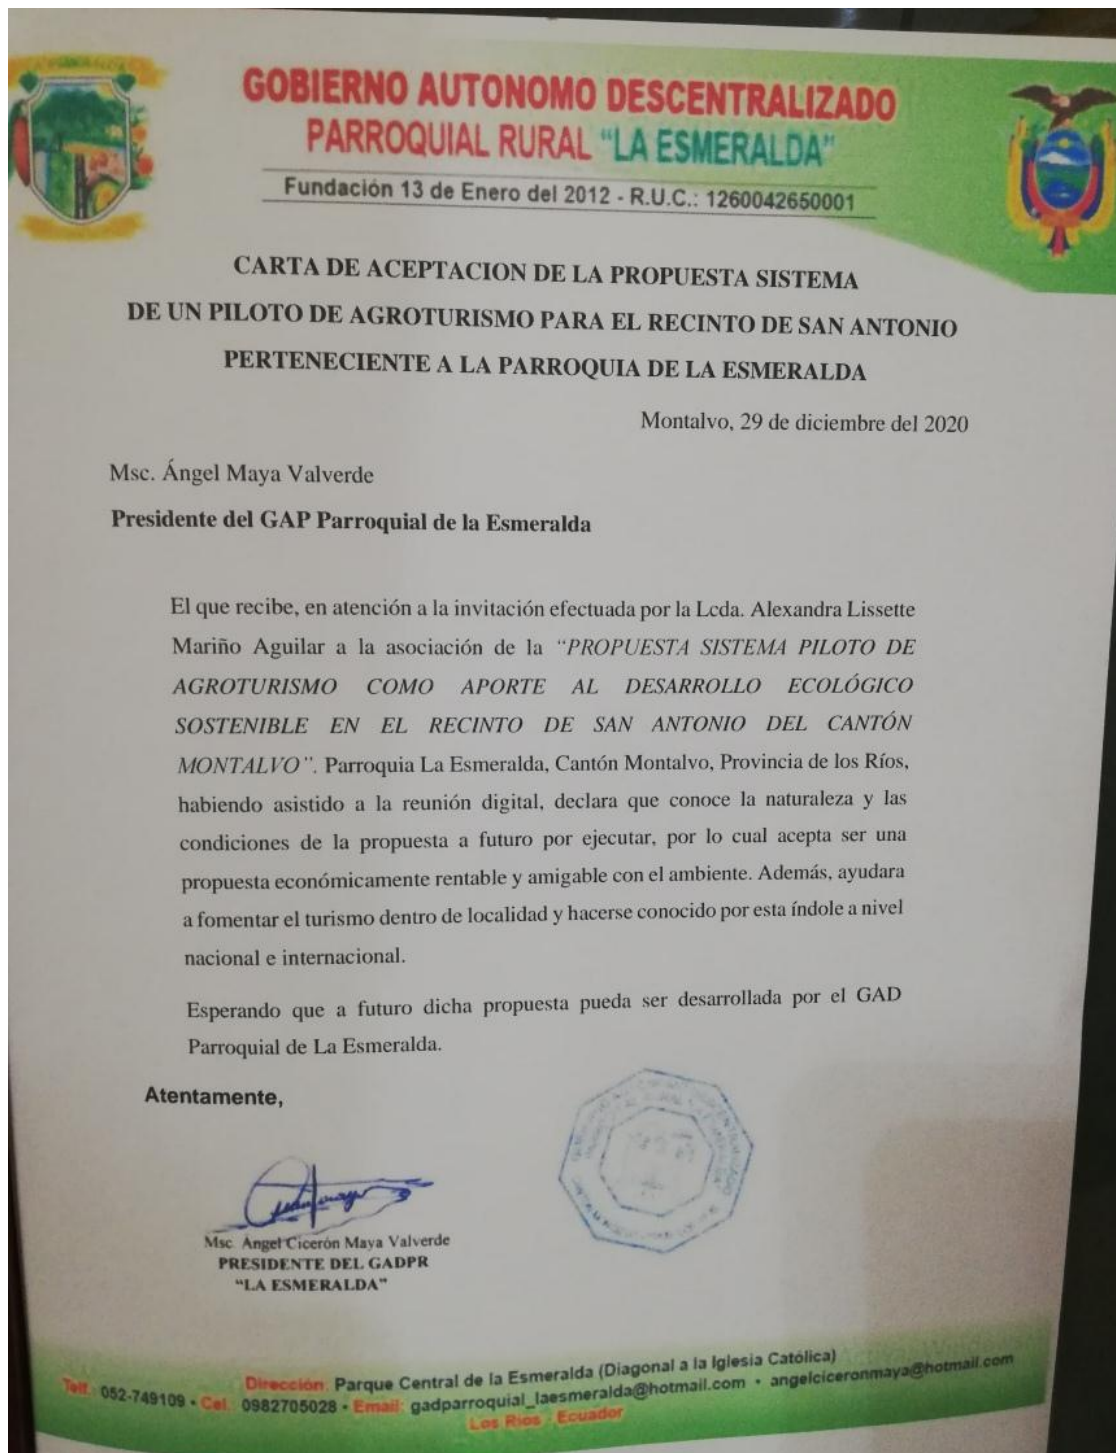 GOBIERNO AUTONOMO DESCENTRALIZADO
PARROQUIAL RURAL "LA ESMERALDA"
Fundación 13 de Enero del 2012 - R.U.C.: 1260042650001
CARTA DE ACEPTACION DE LA PROPUESTA SISTEMA
DE UN PILOTO DE AGROTURISMO PARA EL RECINTO DE SAN ANTONIO
PERTENECIENTE A LA PARROQUIA DE LA ESMERALDA
Montalvo, 29 de diciembre del 2020
Msc. Ángel Maya Valverde
Presidente del GAP Parroquial de la Esmeralda
El que recibe, en atención a la invitación efectuada por la Lcda. Alexandra Lissette
Mariño Aguilar a la asociación de la “PROPUESTA SISTEMA PILOTO DE
AGROTURISMO COMO APORTE AL DESARROLLO ECOLÓGICO
SOSTENIBLE EN EL RECINTO DE SAN ANTONIO DEL CANTÓN
MONTALVO”. Parroquia La Esmeralda, Cantón Montalvo, Provincia de los Ríos,
habiendo asistido a la reunión digital, declara que conoce la naturaleza y las
condiciones de la propuesta a futuro por ejecutar, por lo cual acepta ser una
propuesta económicamente rentable y amigable con el ambiente. Además, ayudara
a fomentar el turismo dentro de localidad y hacerse conocido por esta índole a nivel
nacional e internacional.
Esperando que a futuro dicha propuesta pueda ser desarrollada por el GAD
Parroquial de La Esmeralda.
Atentamente,
Msc. Ángel Cicerón Maya Valverde
PRESIDENTE DEL GADPR
“LA ESMERALDA”
Dirección: Parque Central de la Esmeralda (Diagonal a la Iglesia Católica)
Telf.: 052-749109 - Cel.: 0982705028 - Email: gadparroquial_laesmeralda@hotmail.com • angelciceronmaya@hotmail.com
Los Ríos - Ecuador